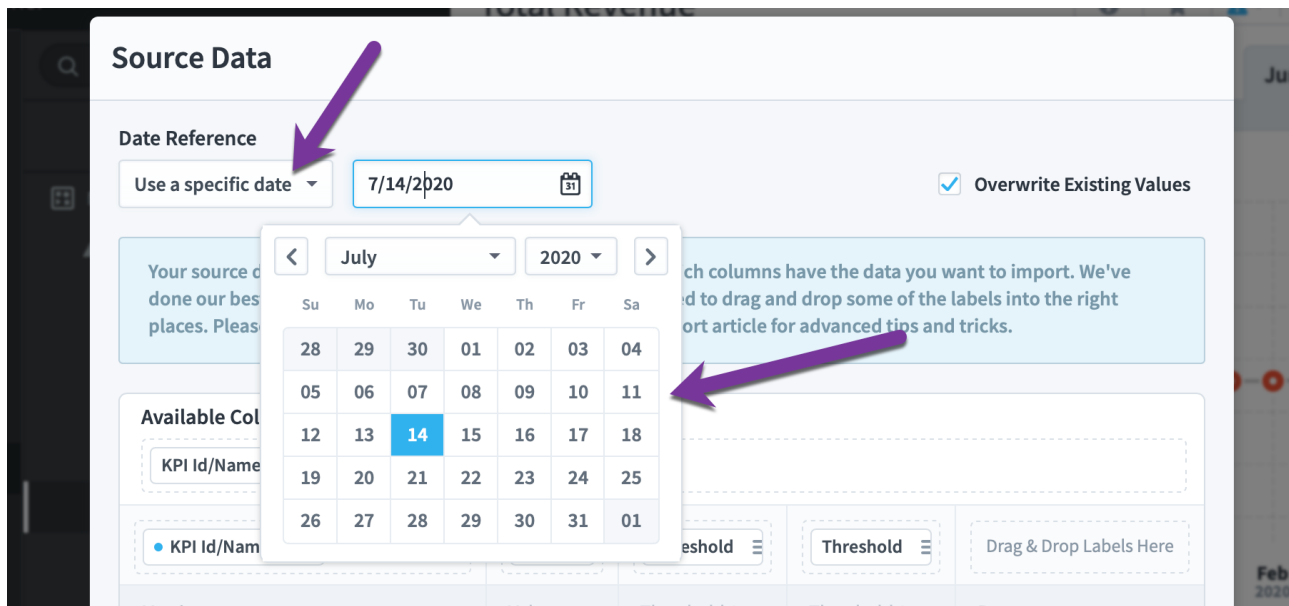 Total Revenue
Source Data
Date Reference
Use a specific date
7/14/2020
31
Overwrite Existing Values
July
2020
Su Mo Tu We Th Fr Sa
28 29 30 01 02 03 04
05 06 07 08 09 10 11
12 13 14 15 16 17 18
19 20 21 22 23 24 25
26 27 28 29 30 31 01
Your source ch columns have the data you want to import. We've
done our bes d to drag and drop some of the labels into the right
places. Pleas ort article for advanced tips and tricks.
Available Col
KPI Id/Name
KPI Id/Nam eshold Threshold Drag & Drop Labels Here
Feb
2020